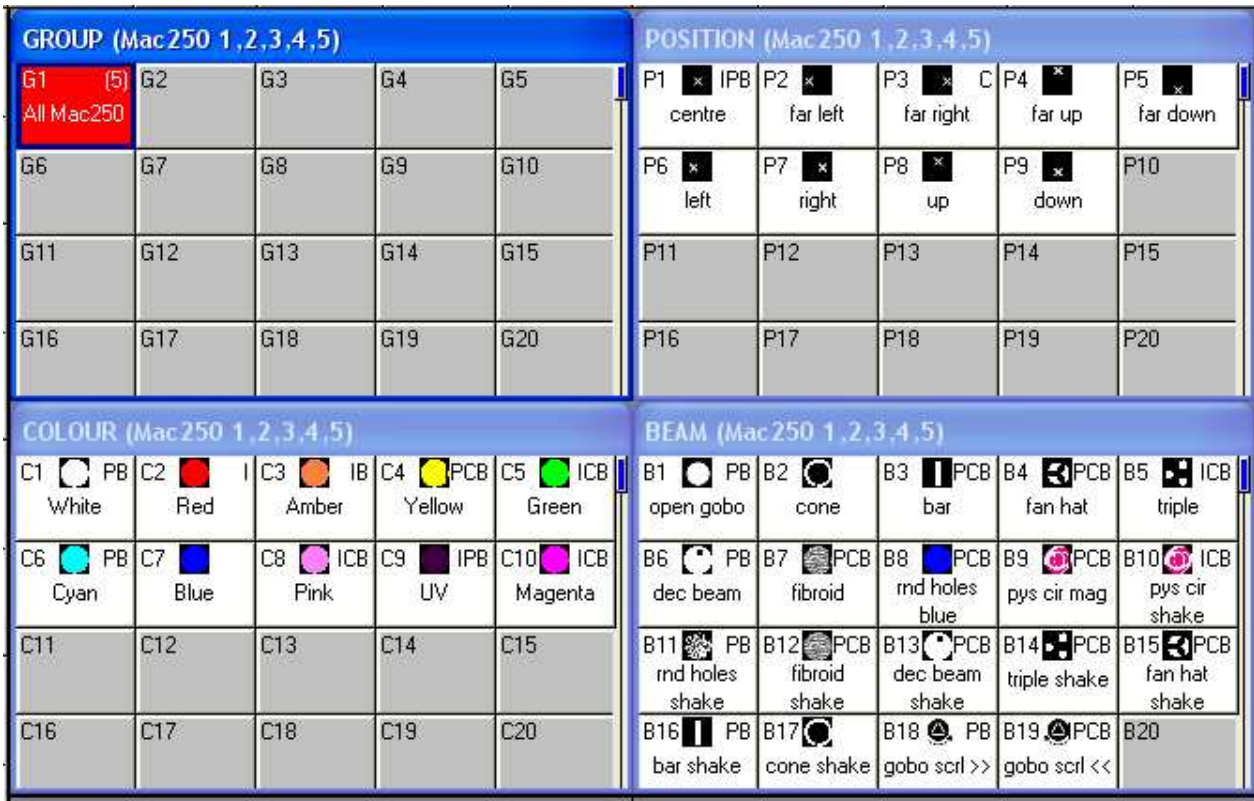 GROUP (Mac250 1,2,3,4,5)
G1 (5) G2 G3 G4 G5
All Mac250
G6 G7 G8 G9 G10
G11 G12 G13 G14 G15
G16 G17 G18 G19 G20
POSITION (Mac250 1,2,3,4,5)
P1 IPB P2 P3 C P4 P5
centre far left far right far up far down
P6 P7 P8 P9 P10
left right up down
P11 P12 P13 P14 P15
P16 P17 P18 P19 P20
COLOUR (Mac250 1,2,3,4,5)
C1 PB C2 I C3 IB C4 PCB C5 ICB
White Red Amber Yellow Green
C6 PB C7 C8 ICB C9 IPB C10 ICB
Cyan Blue Pink UV Magenta
C11 C12 C13 C14 C15
C16 C17 C18 C19 C20
BEAM (Mac250 1,2,3,4,5)
B1 PB B2 B3 PCB B4 PCB B5 ICB
open gobo cone bar fan hat triple
B6 PB B7 PCB B8 PCB B9 PCB B10 ICB
dec beam fibroid rnd holes pys cir mag pys cir
blue shake
B11 PB B12 PCB B13 PCB B14 PCB B15 PCB
rnd holes fibroid dec beam triple shake fan hat
shake shake shake shake
B16 PB B17 B18 PB B19 PCB B20
bar shake cone shake gobo scrl >> gobo scrl <<